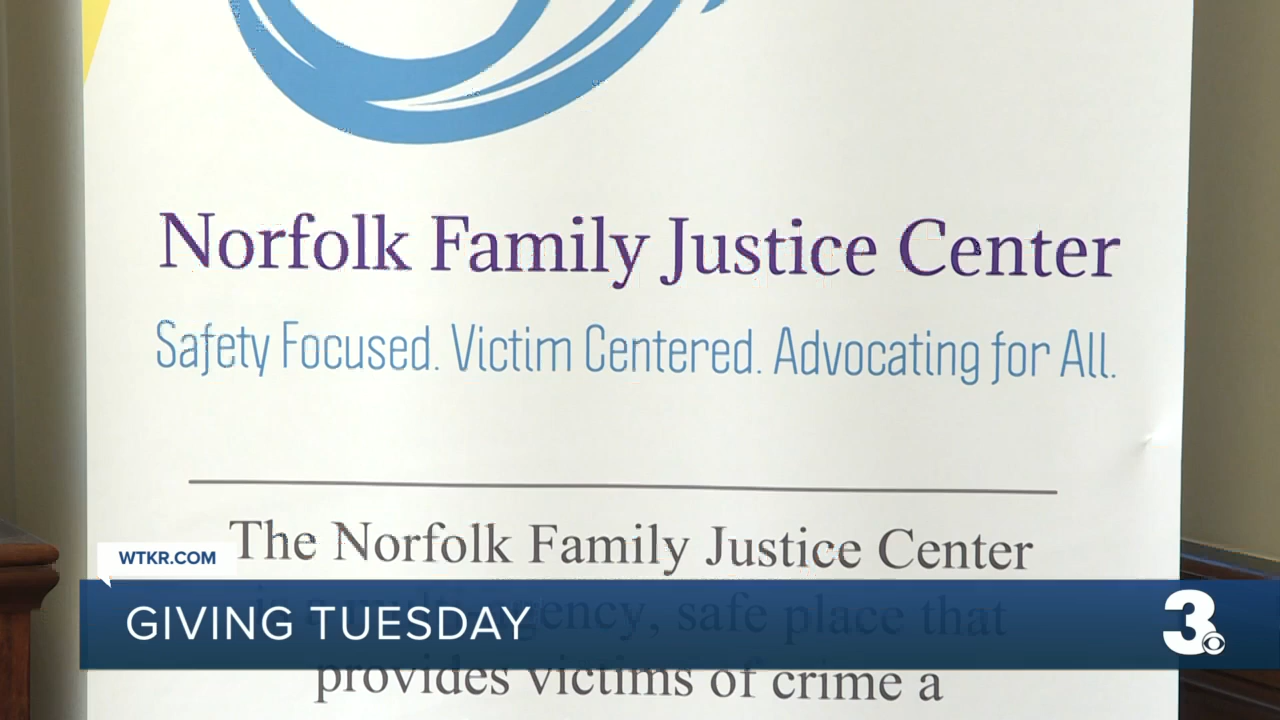 Norfolk Family Justice Center
Safety Focused. Victim Centered. Advocating for All.
The Norfolk Family Justice Center
agency, safe place that
provides victims of crime a
WTKR.COM
GIVING TUESDAY
3